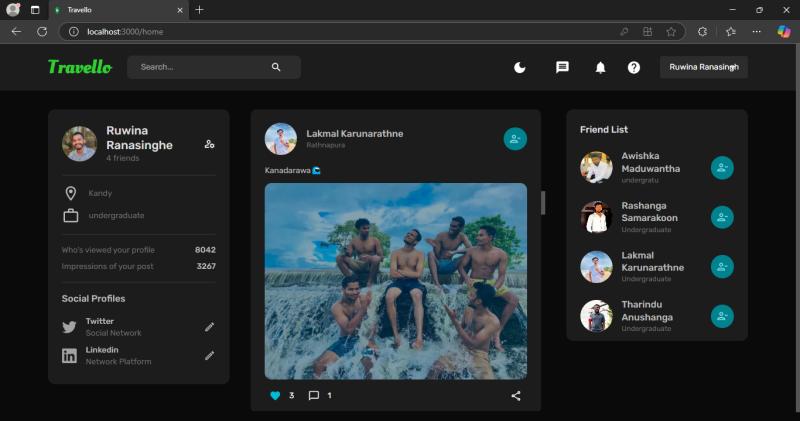 Travello
localhost:3000/home
Travello
Search...
Ruwina Ranasingh
Ruwina
Ranasinghe
4 friends
Kandy
undergraduate
Who's viewed your profile 8042
Impressions of your post 3267
Social Profiles
Twitter
Social Network
Linkedin
Network Platform
Lakmal Karunarathne
Rathnapura
Kanadarawa🌊
3
1
Friend List
Awishka
Maduwantha
undergratu
Rashanga
Samarakoon
Undergraduate
Lakmal
Karunarathne
Undergraduate
Tharindu
Anushanga
Undergraduate